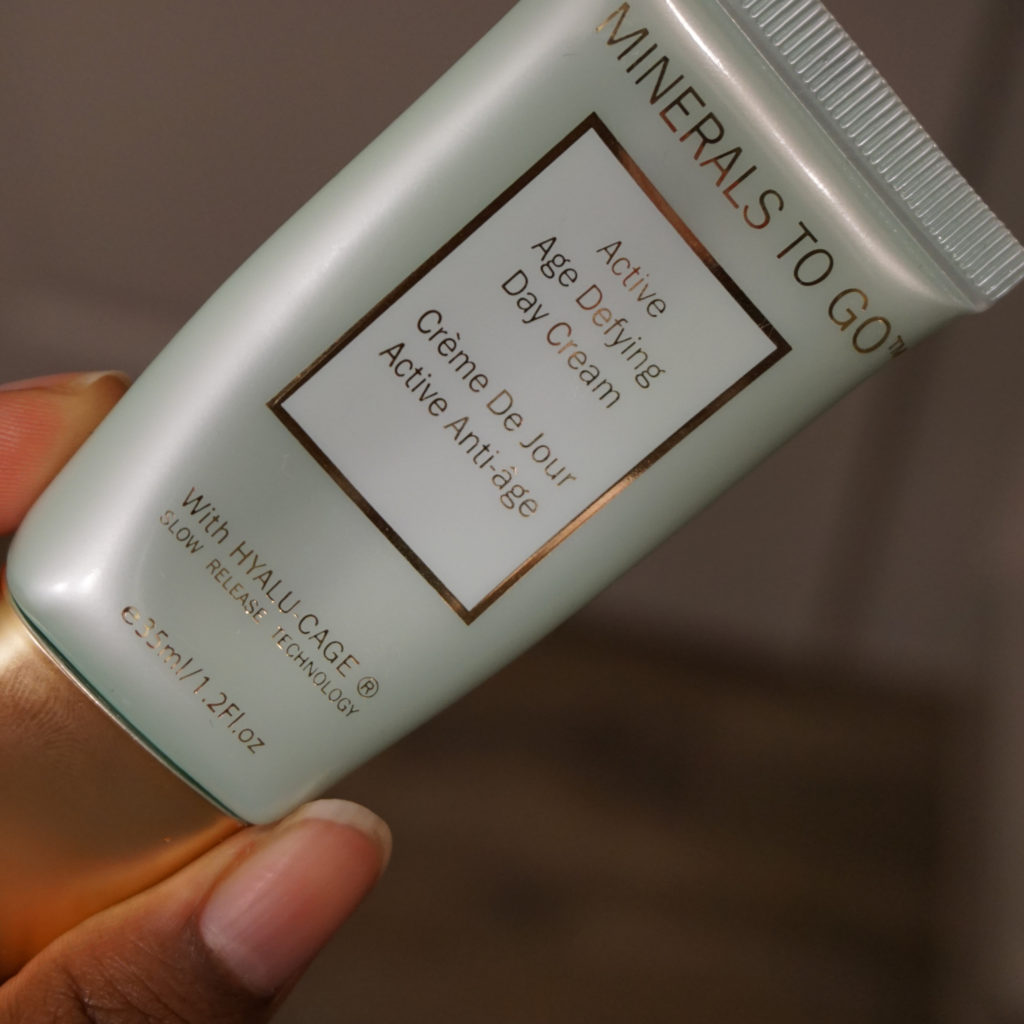 MINERALS TO GO™
Active
Age Defying
Day Cream
Crème De Jour
Active Anti-âge
With HYALU-CAGE ®
SLOW RELEASE TECHNOLOGY
e35ml/1.2Fl.oz